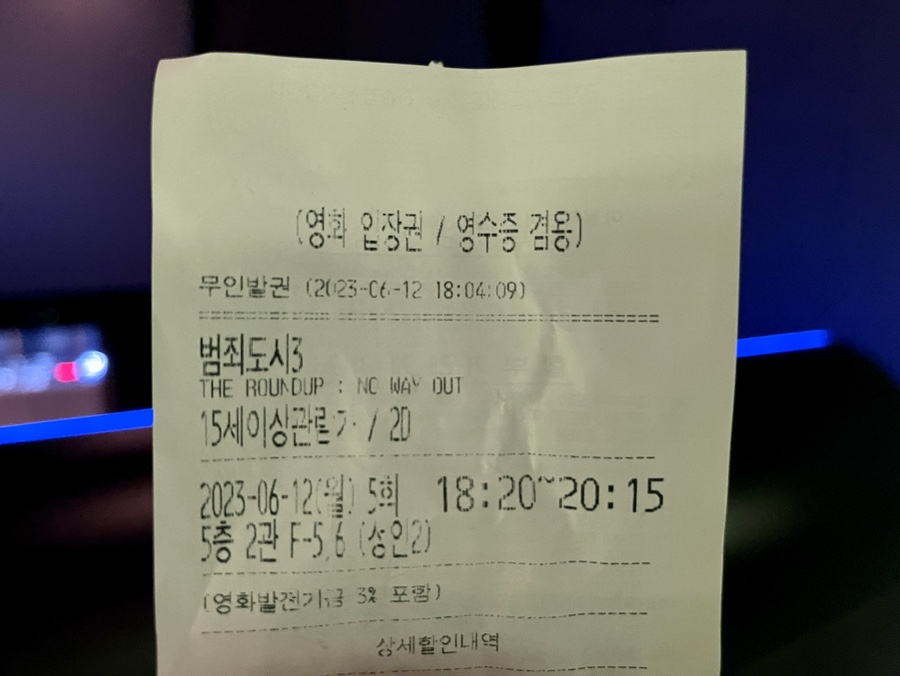 (영화 입장권 / 영수증 겸용)
무인발권 (2023-06-12 18:04:09)
범죄도시3
THE ROUNDUP : NO WAY OUT
15세이상관람가 / 2D
2023-06-12(월) 5회 18:20~20:15
5층 2관 F-5,6 (성인2)
(영화발전기금 3% 포함)
상세할인내역